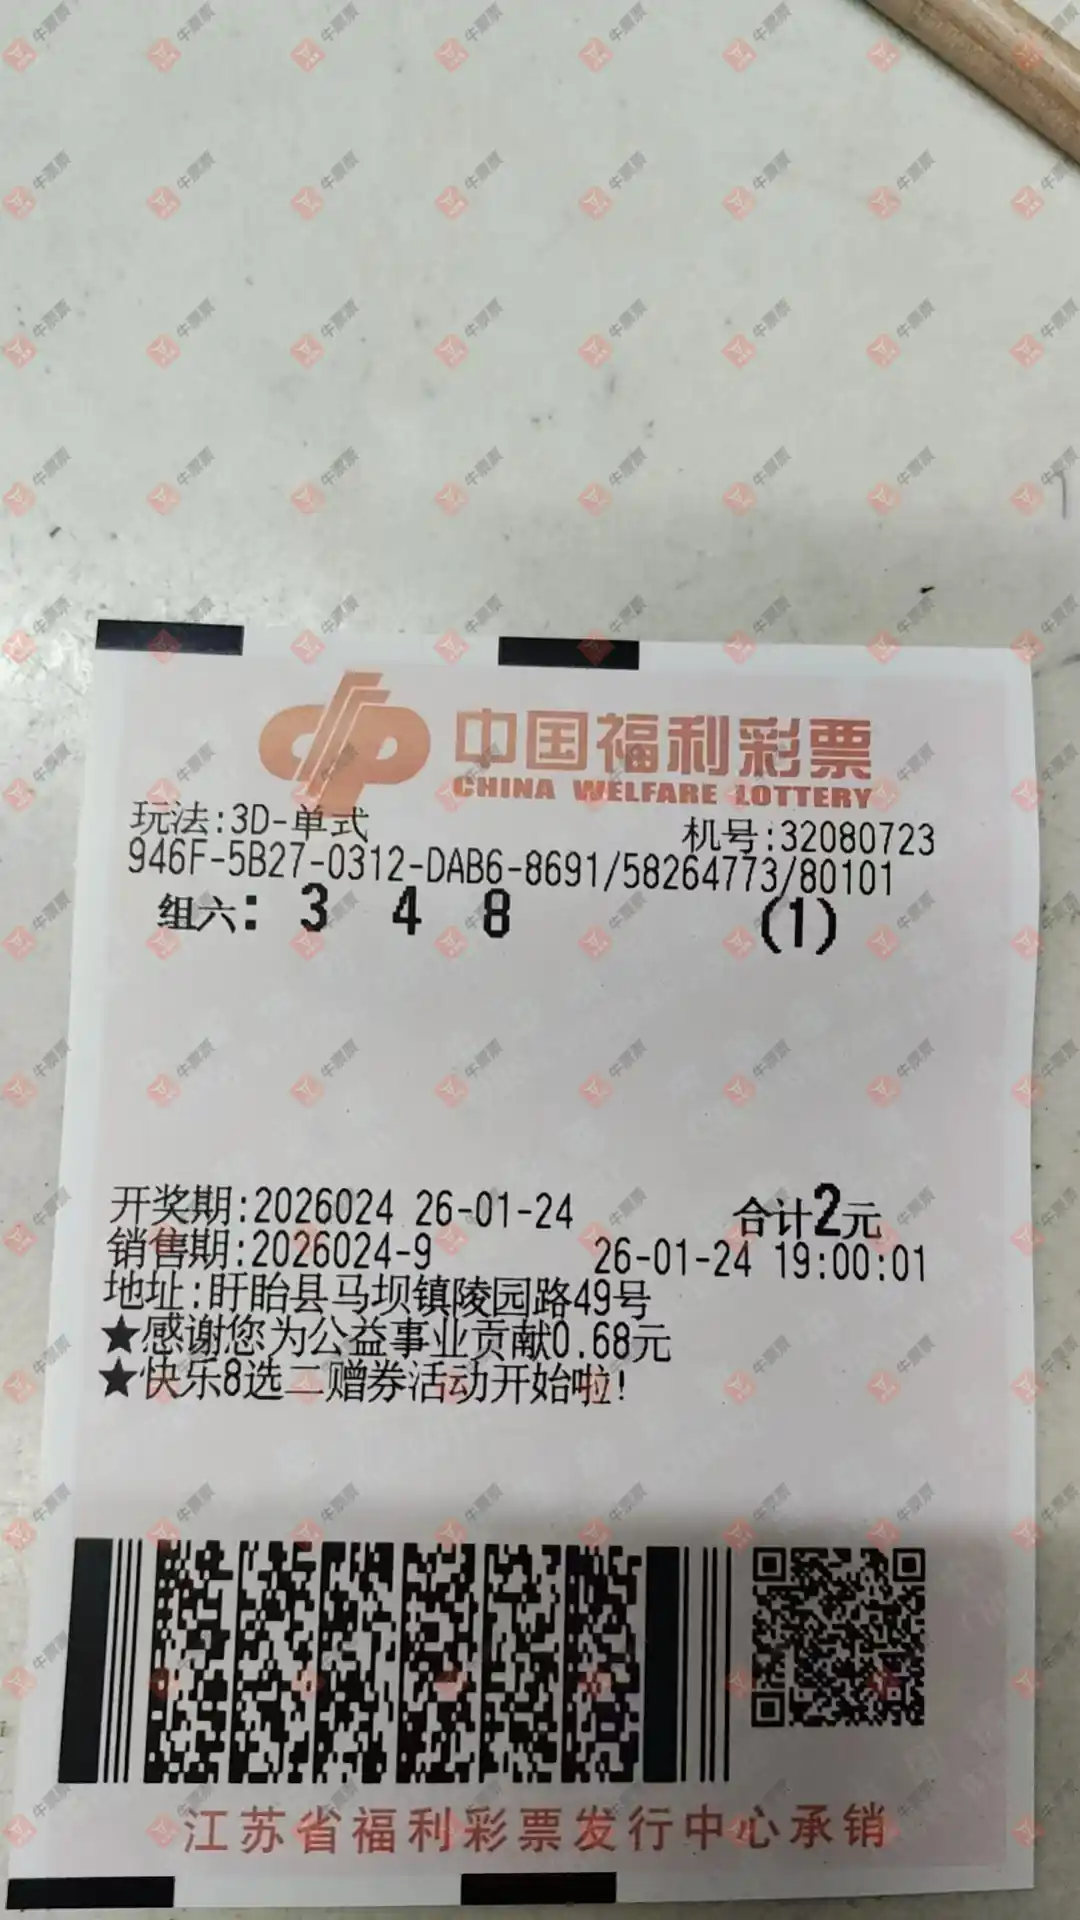 中国福利彩票
CHINA WELFARE LOTTERY
玩法:3D-单式
机号:32080723
946F-5B27-0312-DAB6-8691/58264773/80101
组六: 3 4 8 (1)
开奖期:2026024 26-01-24 合计2元
销售期:2026024-9 26-01-24 19:00:01
地址:盱眙县马坝镇陵园路49号
★感谢您为公益事业贡献0.68元
★快乐8选二赠券活动开始啦!
江苏省福利彩票发行中心承销
牛票票